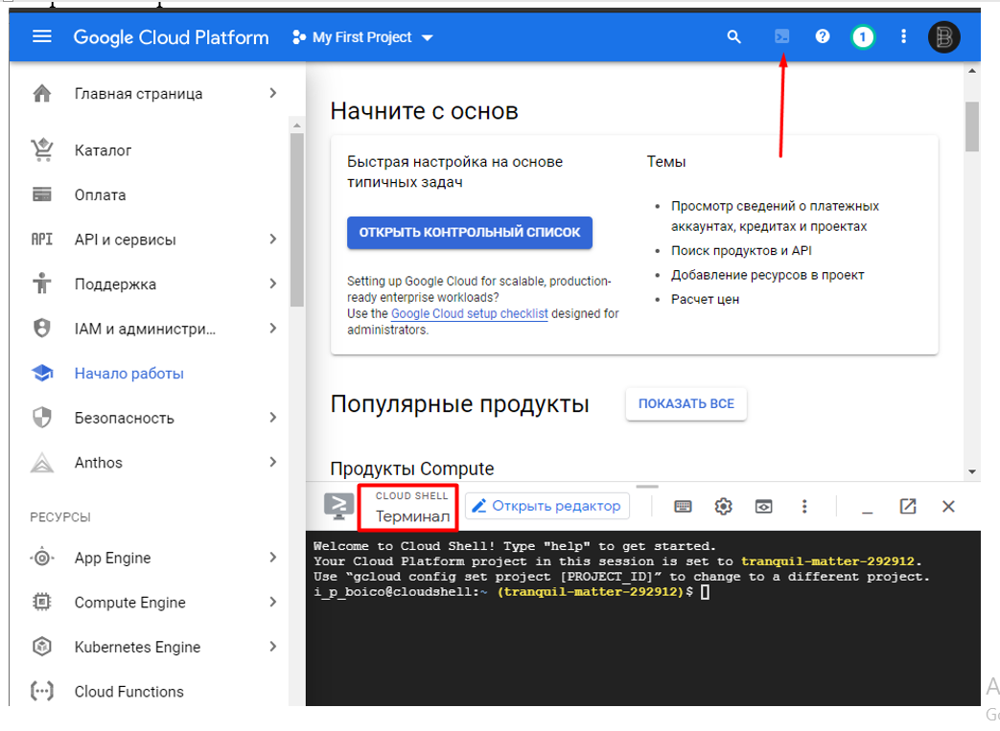 Google Cloud Platform
My First Project
1
Главная страница
Каталог
Оплата
API
API и сервисы
Поддержка
IAM и администри...
Начало работы
Безопасность
Anthos
РЕСУРСЫ
App Engine
Compute Engine
Kubernetes Engine
Cloud Functions
Начните с основ
Быстрая настройка на основе
типичных задач
ОТКРЫТЬ КОНТРОЛЬНЫЙ СПИСОК
Setting up Google Cloud for scalable, production-
ready enterprise workloads?
Use the Google Cloud setup checklist designed for
administrators.
Темы
Просмотр сведений о платежных
аккаунтах, кредитах и проектах
Поиск продуктов и API
Добавление ресурсов в проект
Расчет цен
Популярные продукты
ПОКАЗАТЬ ВСЕ
Продукты Compute
CLOUD SHELL
Терминал
Открыть редактор
Welcome to Cloud Shell! Type "help" to get started.
Your Cloud Platform project in this session is set to tranquil-matter-292912.
Use “gcloud config set project [PROJECT_ID]” to change to a different project.
i_p_boico@cloudshell:~ (tranquil-matter-292912)$